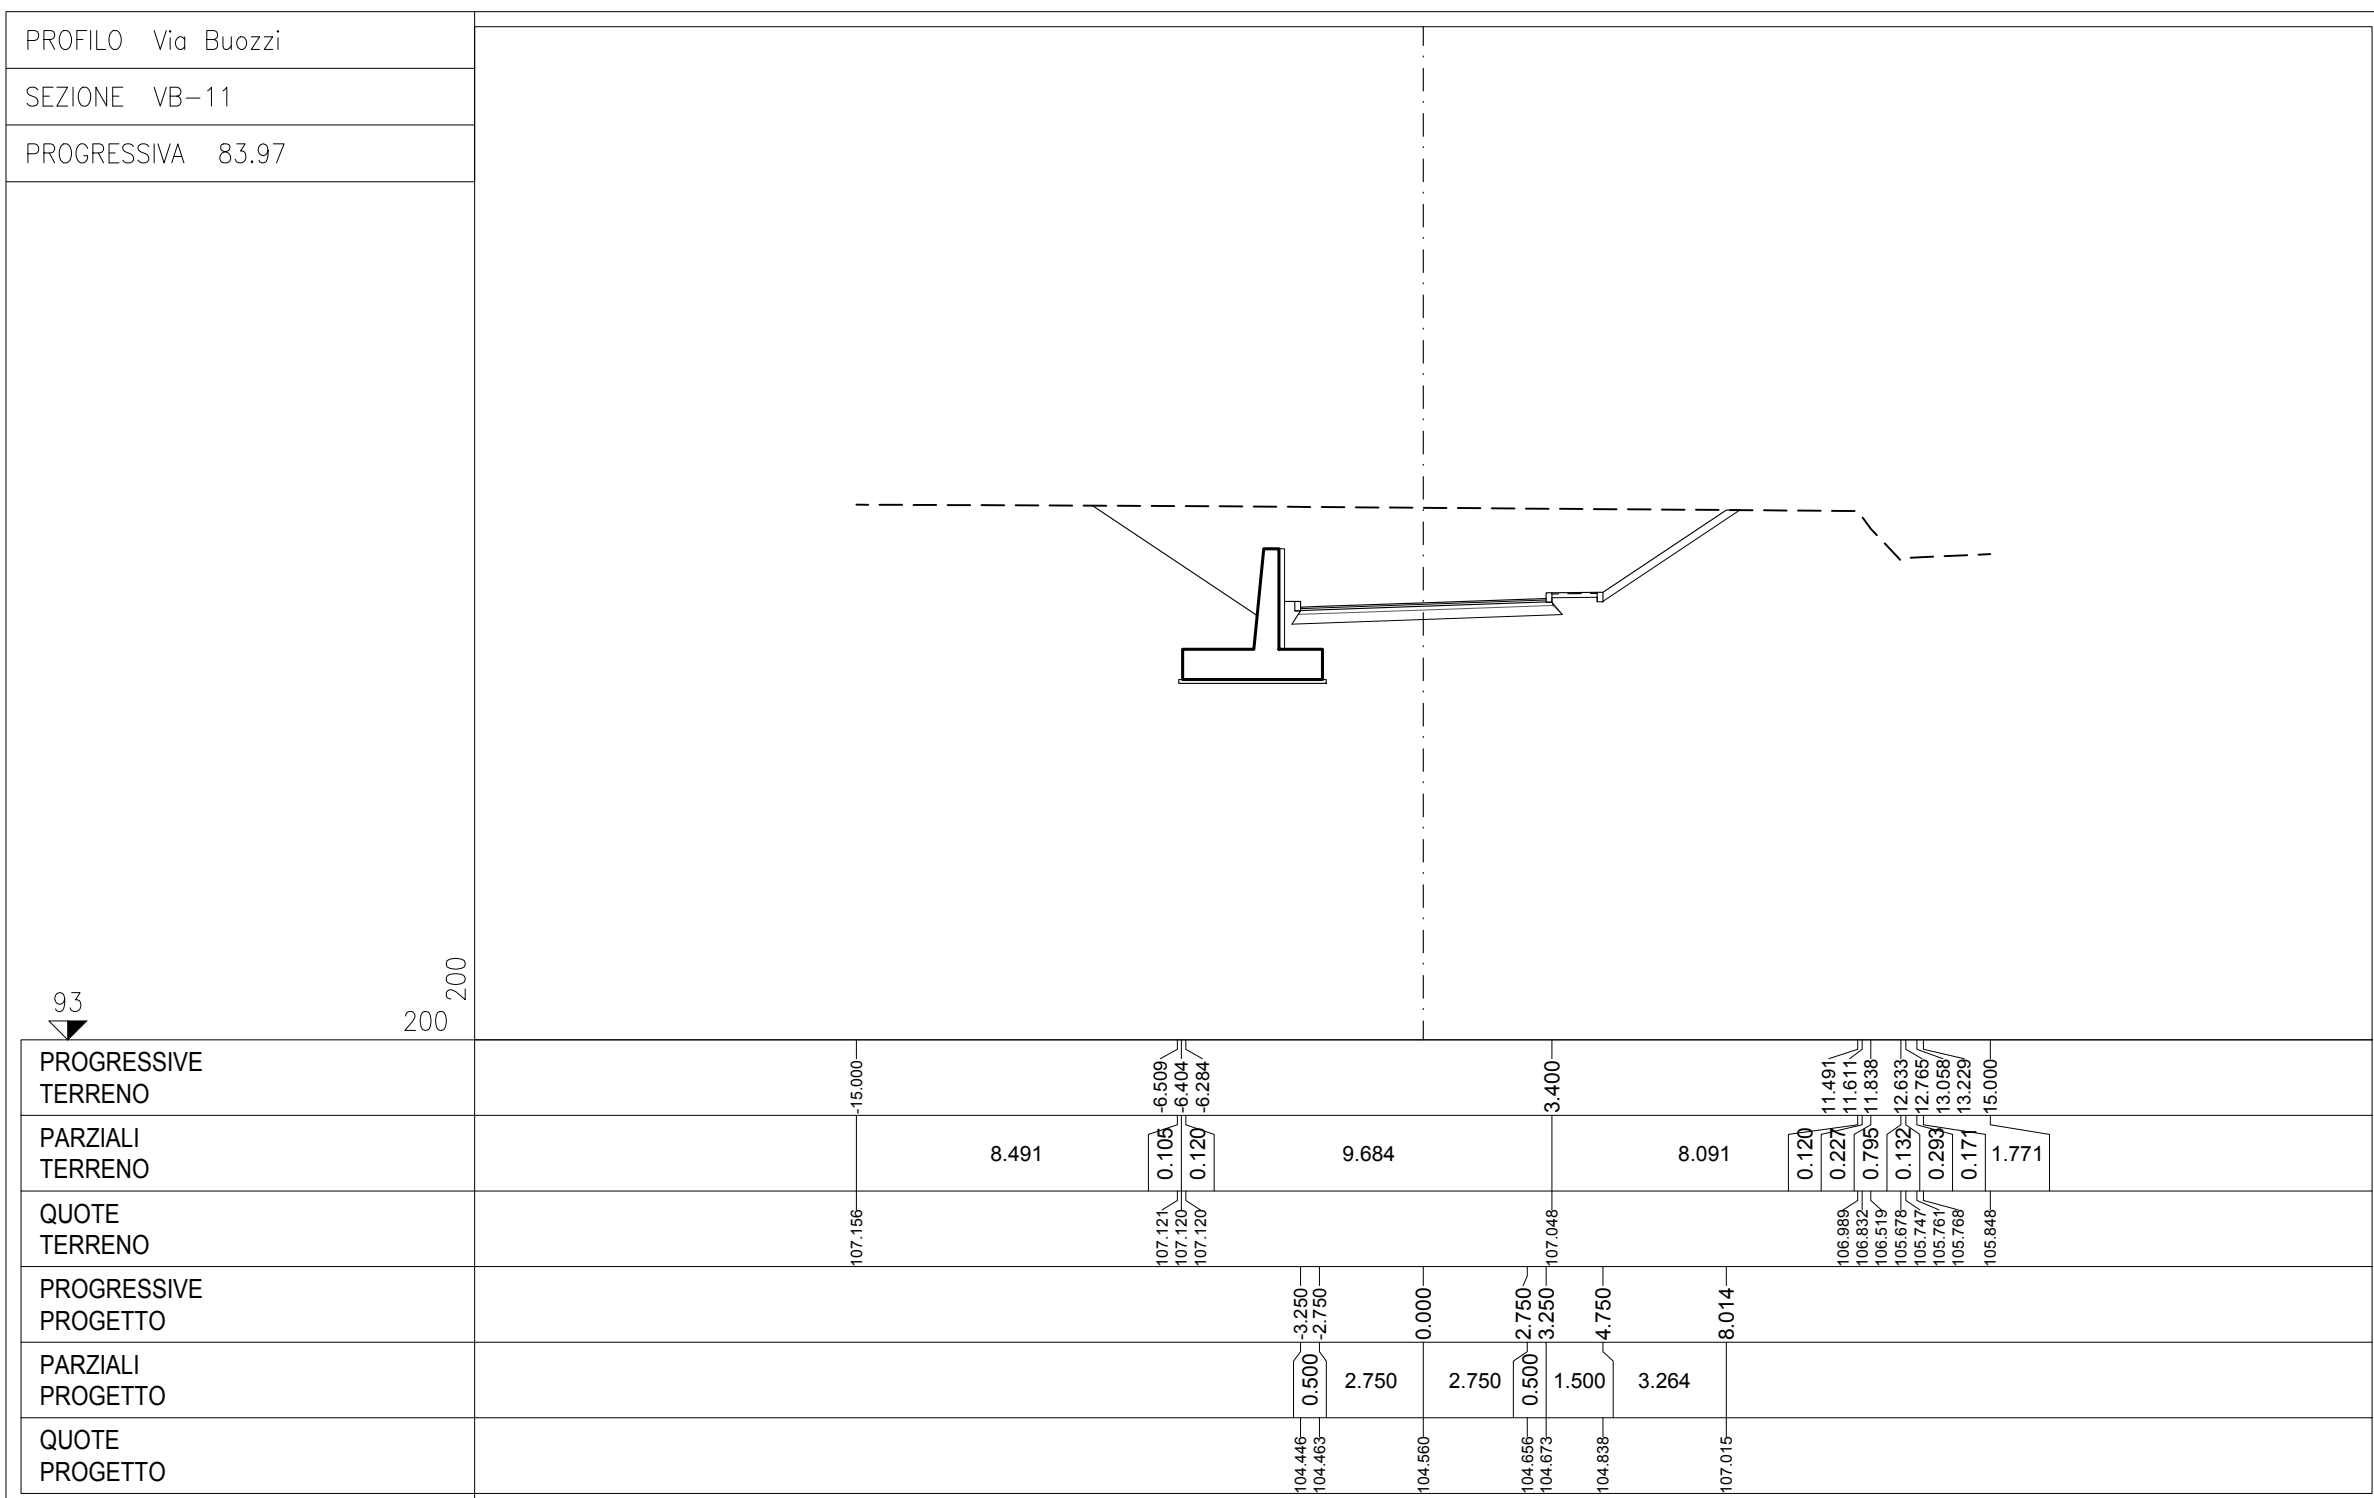 PROFILO Via Buozzi
SEZIONE VB-11
PROGRESSIVA 83.97
93
200
200
PROGRESSIVE
TERRENO
-15.000 -6.509 -6.404 -6.284 3.400 11.491 11.611 11.838 12.633 12.765 13.058 13.229 15.000
PARZIALI
TERRENO
8.491 0.105 0.120 9.684 8.091 0.120 0.227 0.795 0.132 0.293 0.171 1.771
QUOTE
TERRENO
107.156 107.121 107.120 107.120 107.048 106.989 106.832 106.519 105.678 105.747 105.761 105.768 105.848
PROGRESSIVE
PROGETTO
-3.250 -2.750 0.000 2.750 3.250 4.750 8.014
PARZIALI
PROGETTO
0.500 2.750 2.750 0.500 1.500 3.264
QUOTE
PROGETTO
104.446 104.463 104.560 104.656 104.673 104.838 107.015